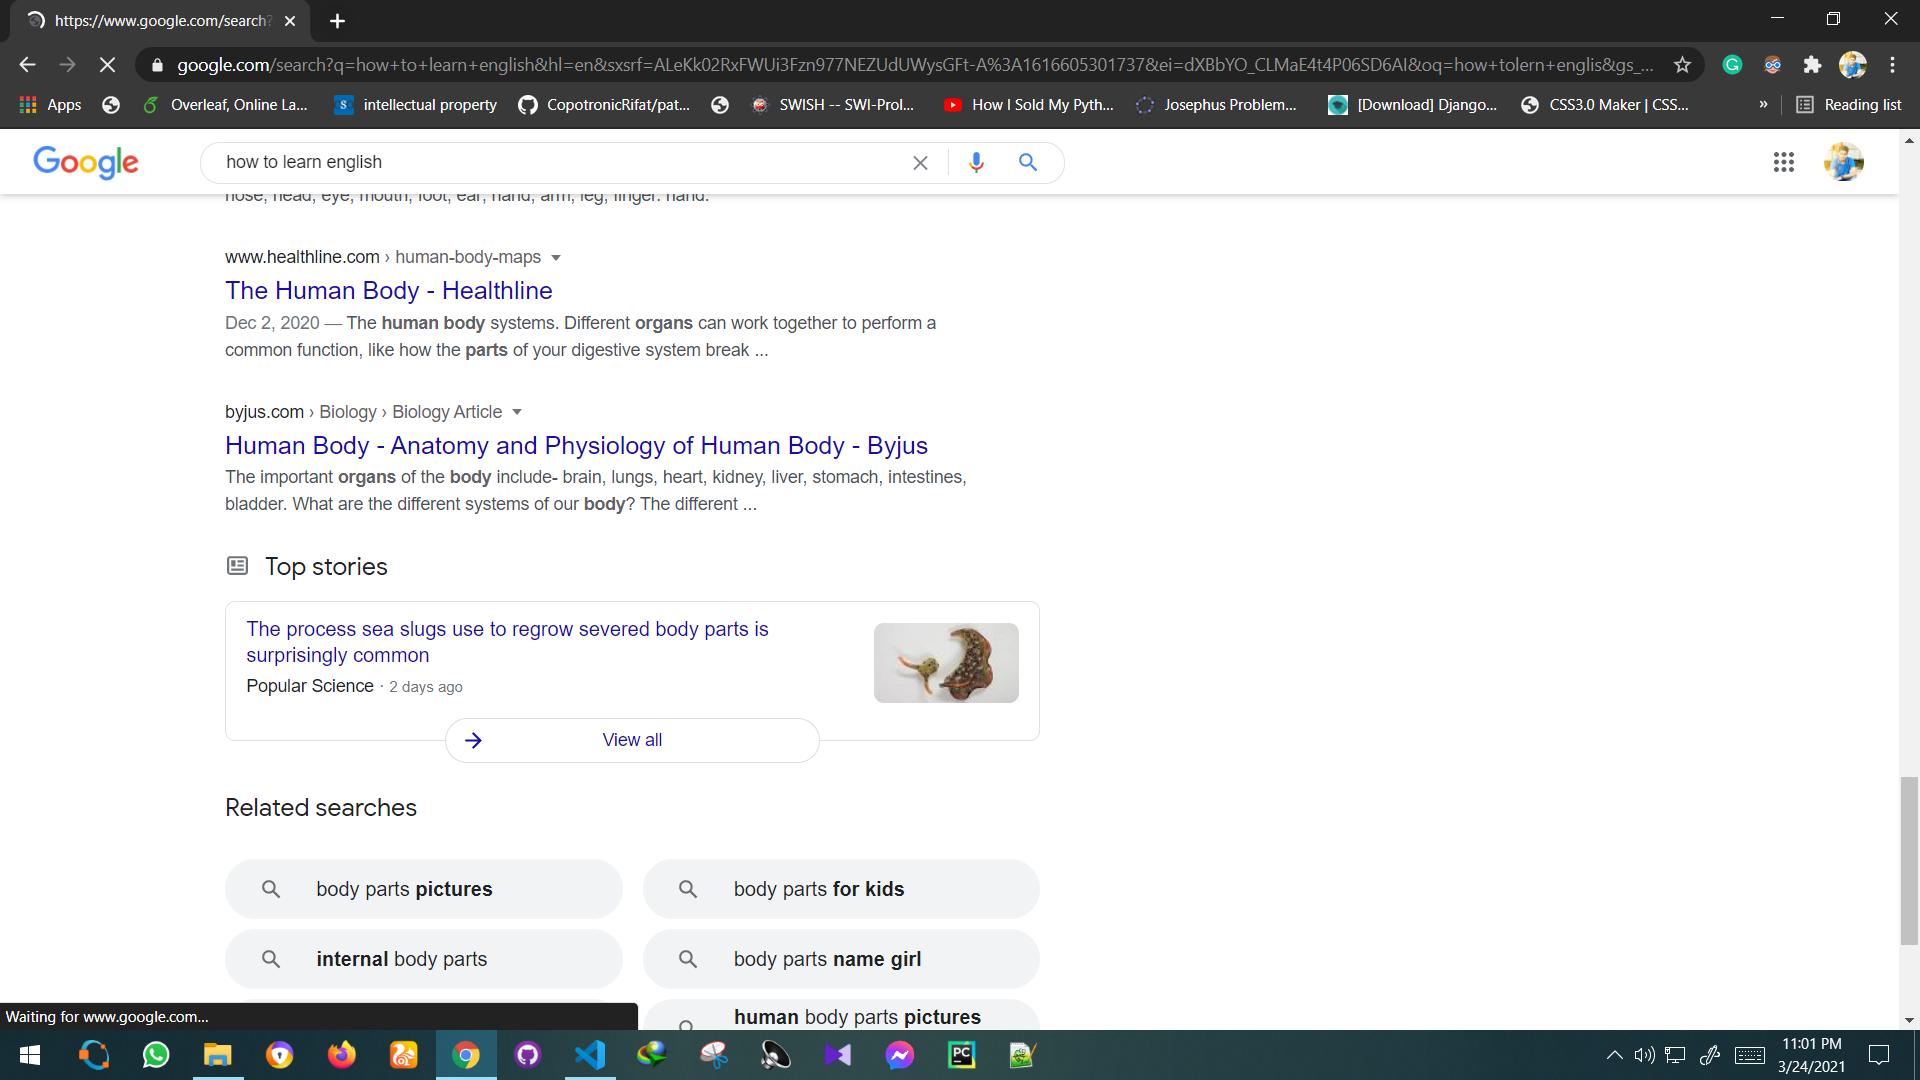 https://www.google.com/search?
google.com/search?q=how+to+learn+english&hl=en&sxsrf=ALeKk02RxFWUi3Fzn977NEZUdUWysGFt-A%3A1616605301737&ei=dXBbYO_CLMaE4t4P06SD6AI&oq=how+tolern+englis&gs_...
Apps Overleaf, Online La... intellectual property CopotronicRifat/pat... SWISH -- SWI-Prol... How I Sold My Pyth... Josephus Problem... [Download] Django... CSS3.0 Maker | CSS... » Reading list
Google how to learn english
nose, head, eye, mouth, foot, ear, hand, arm, leg, finger. hand.
www.healthline.com › human-body-maps
The Human Body - Healthline
Dec 2, 2020 — The human body systems. Different organs can work together to perform a
common function, like how the parts of your digestive system break ...
byjus.com › Biology › Biology Article
Human Body - Anatomy and Physiology of Human Body - Byjus
The important organs of the body include- brain, lungs, heart, kidney, liver, stomach, intestines,
bladder. What are the different systems of our body? The different ...
Top stories
The process sea slugs use to regrow severed body parts is
surprisingly common
Popular Science · 2 days ago
View all
Related searches
body parts pictures
body parts for kids
internal body parts
body parts name girl
human body parts pictures
Waiting for www.google.com...
11:01 PM
3/24/2021